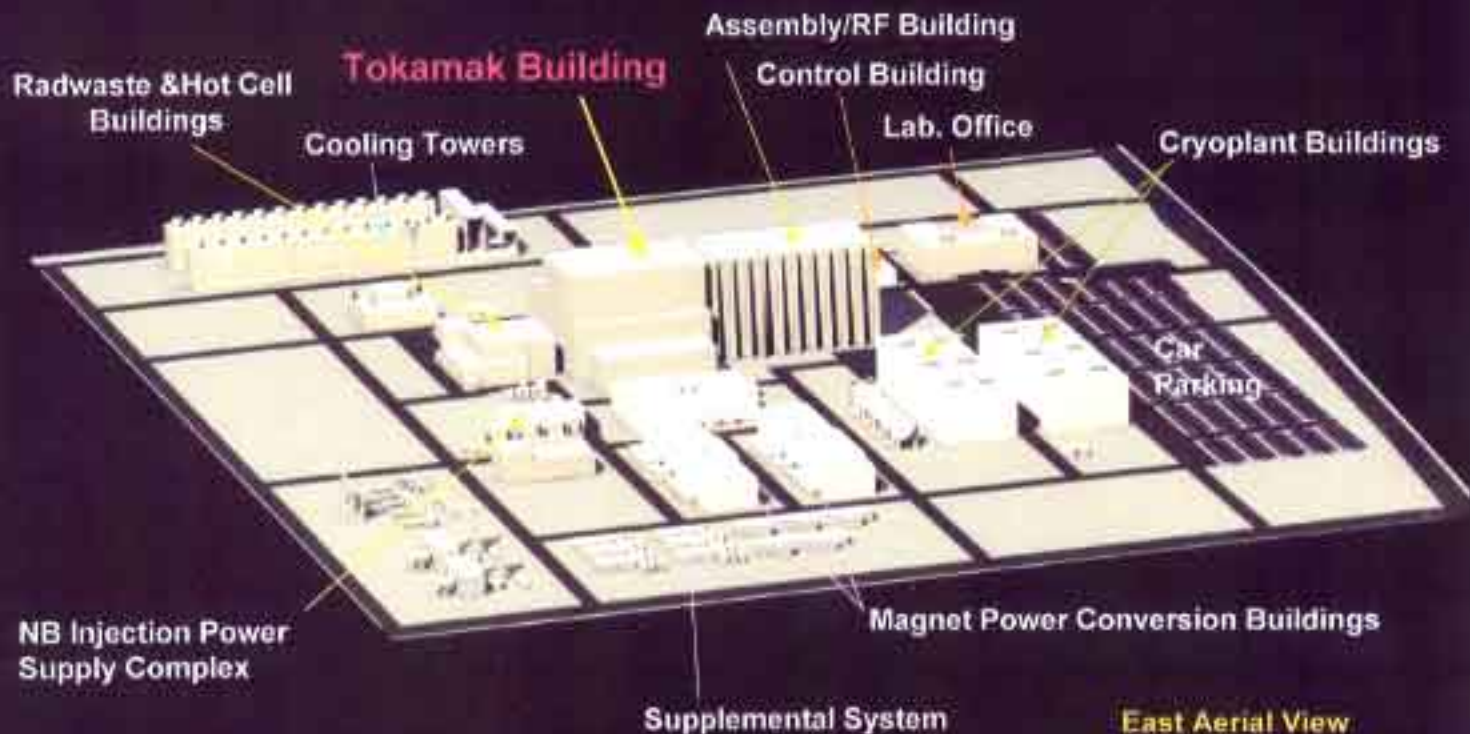 Assembly/RF Building
Tokamak Building
Control Building
Radwaste &Hot Cell
Buildings
Lab. Office
Cooling Towers
Cryoplant Buildings
Car
Parking
NB Injection Power
Supply Complex
Magnet Power Conversion Buildings
Supplemental System
East Aerial View